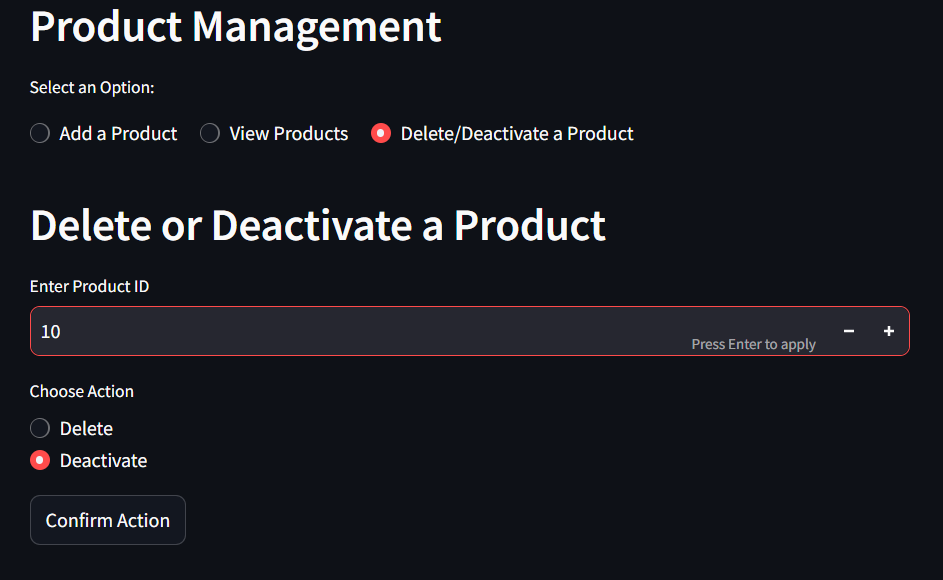 Product Management
Select an Option:
Add a Product View Products Delete/Deactivate a Product
Delete or Deactivate a Product
Enter Product ID
10
Press Enter to apply
Choose Action
Delete
Deactivate
Confirm Action